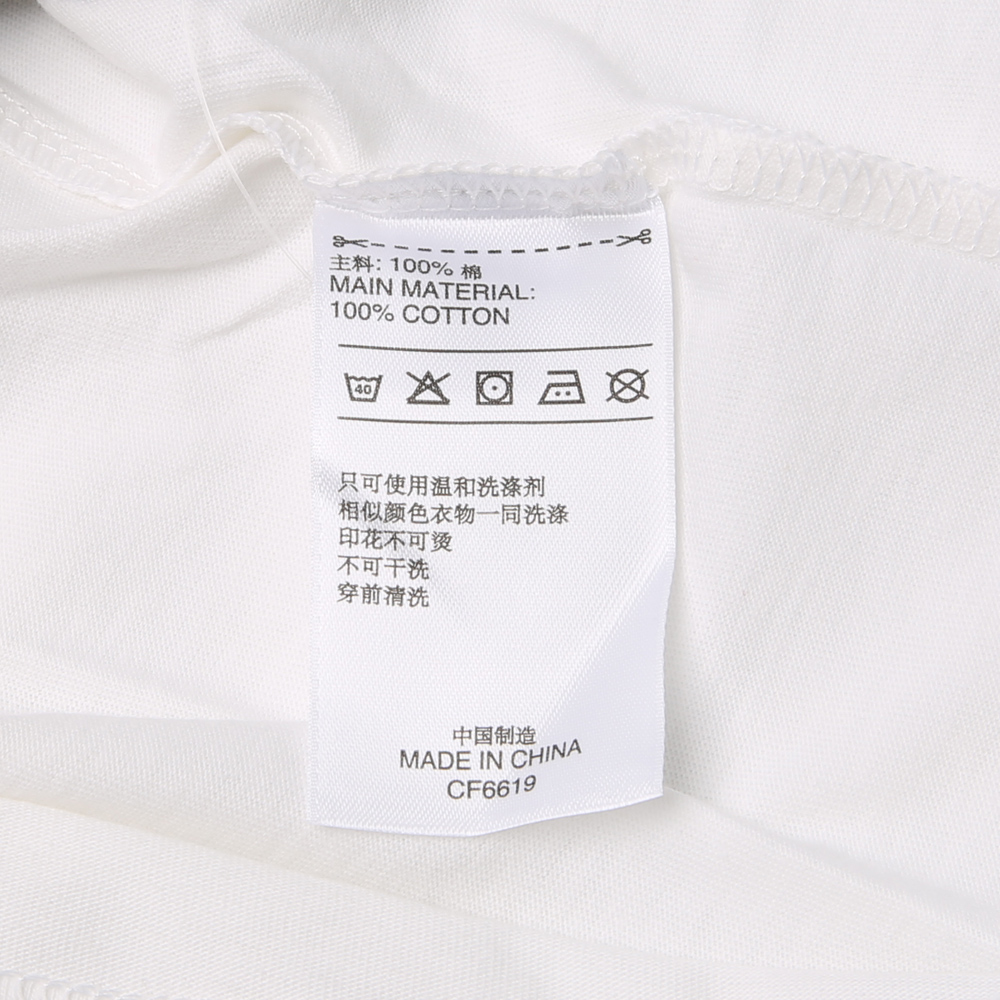 主料: 100% 棉
MAIN MATERIAL:
100% COTTON
40
只可使用温和洗涤剂
相似颜色衣物一同洗涤
印花不可烫
不可干洗
穿前清洗
中国制造
MADE IN CHINA
CF6619